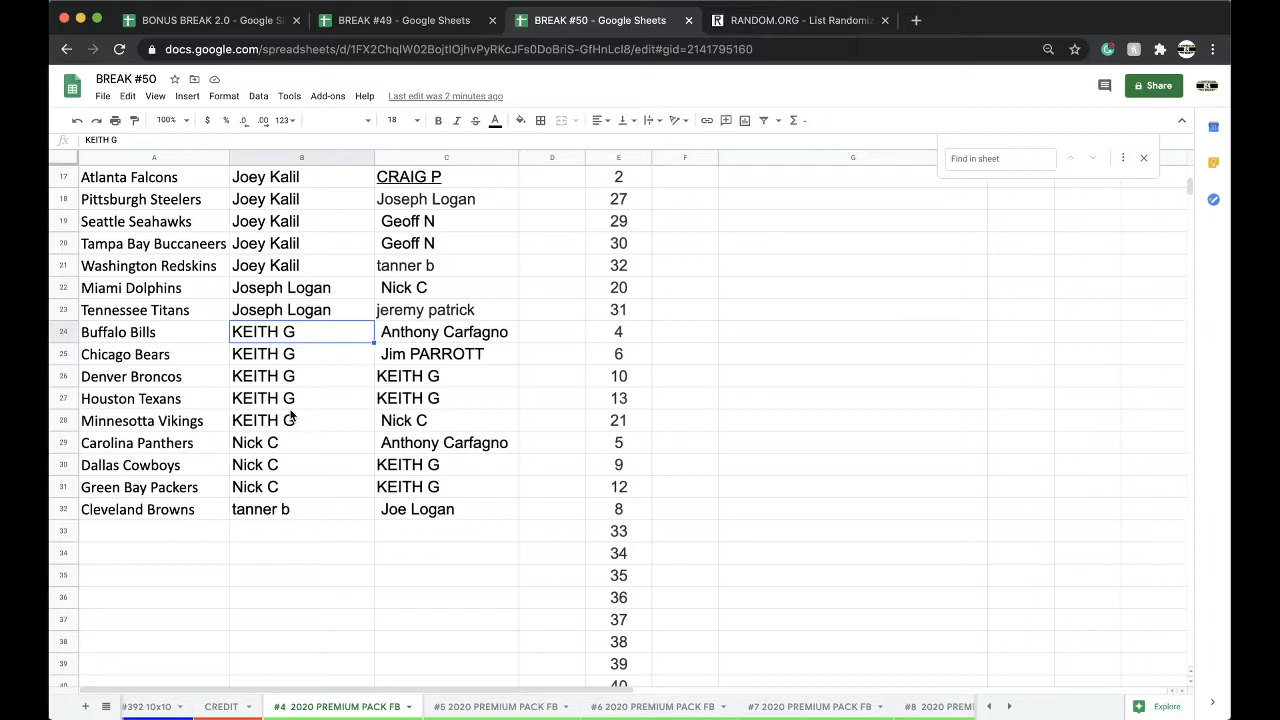 BONUS BREAK 2.0 - Google S
BREAK #49 - Google Sheets
BREAK #50 - Google Sheets
RANDOM.ORG - List Randomiz
docs.google.com/spreadsheets/d/1FX2ChqlW02BojtIOjhvPyRKcJFs0DoBriS-GfHnLcI8/edit#gid=2141795160
BREAK #50
File Edit View Insert Format Data Tools Add-ons Help Last edit was 2 minutes ago
Share
100% $ % .0 .00 123 18 B I S A
fx KEITH G
Find in sheet
A B C D E F G
17 Atlanta Falcons Joey Kalil CRAIG P 2
18 Pittsburgh Steelers Joey Kalil Joseph Logan 27
19 Seattle Seahawks Joey Kalil Geoff N 29
20 Tampa Bay Buccaneers Joey Kalil Geoff N 30
21 Washington Redskins Joey Kalil tanner b 32
22 Miami Dolphins Joseph Logan Nick C 20
23 Tennessee Titans Joseph Logan jeremy patrick 31
24 Buffalo Bills KEITH G Anthony Carfagno 4
25 Chicago Bears KEITH G Jim PARROTT 6
26 Denver Broncos KEITH G KEITH G 10
27 Houston Texans KEITH G KEITH G 13
28 Minnesotta Vikings KEITH G Nick C 21
29 Carolina Panthers Nick C Anthony Carfagno 5
30 Dallas Cowboys Nick C KEITH G 9
31 Green Bay Packers Nick C KEITH G 12
32 Cleveland Browns tanner b Joe Logan 8
33 33
34 34
35 35
36 36
37 37
38 38
39 39
40 40
#392 10x10 CREDIT #4 2020 PREMIUM PACK FB #5 2020 PREMIUM PACK FB #6 2020 PREMIUM PACK FB #7 2020 PREMIUM PACK FB #8 2020 PREMI
Explore